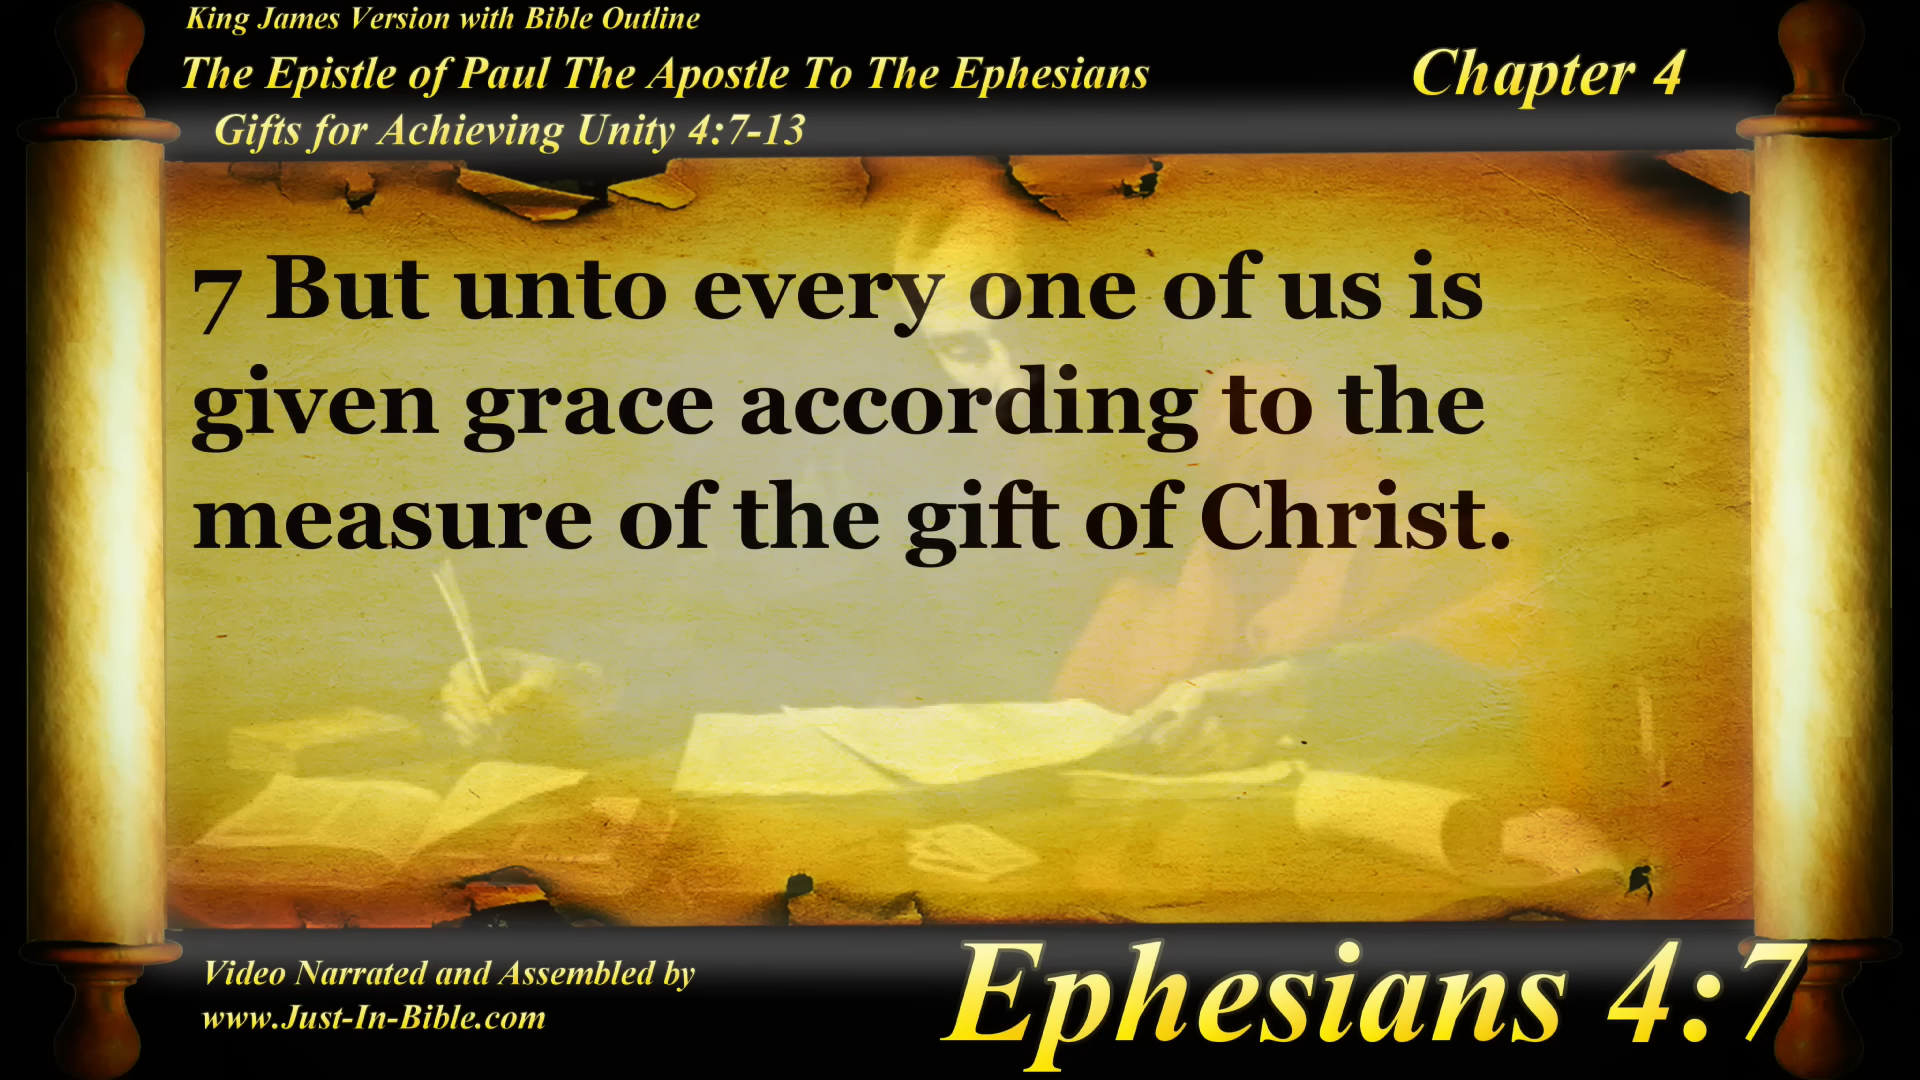 King James Version with Bible Outline
The Epistle of Paul The Apostle To The Ephesians
Chapter 4
Gifts for Achieving Unity 4:7-13
7 But unto every one of us is
given grace according to the
measure of the gift of Christ.
Video Narrated and Assembled by
www.Just-In-Bible.com
Ephesians 4:7